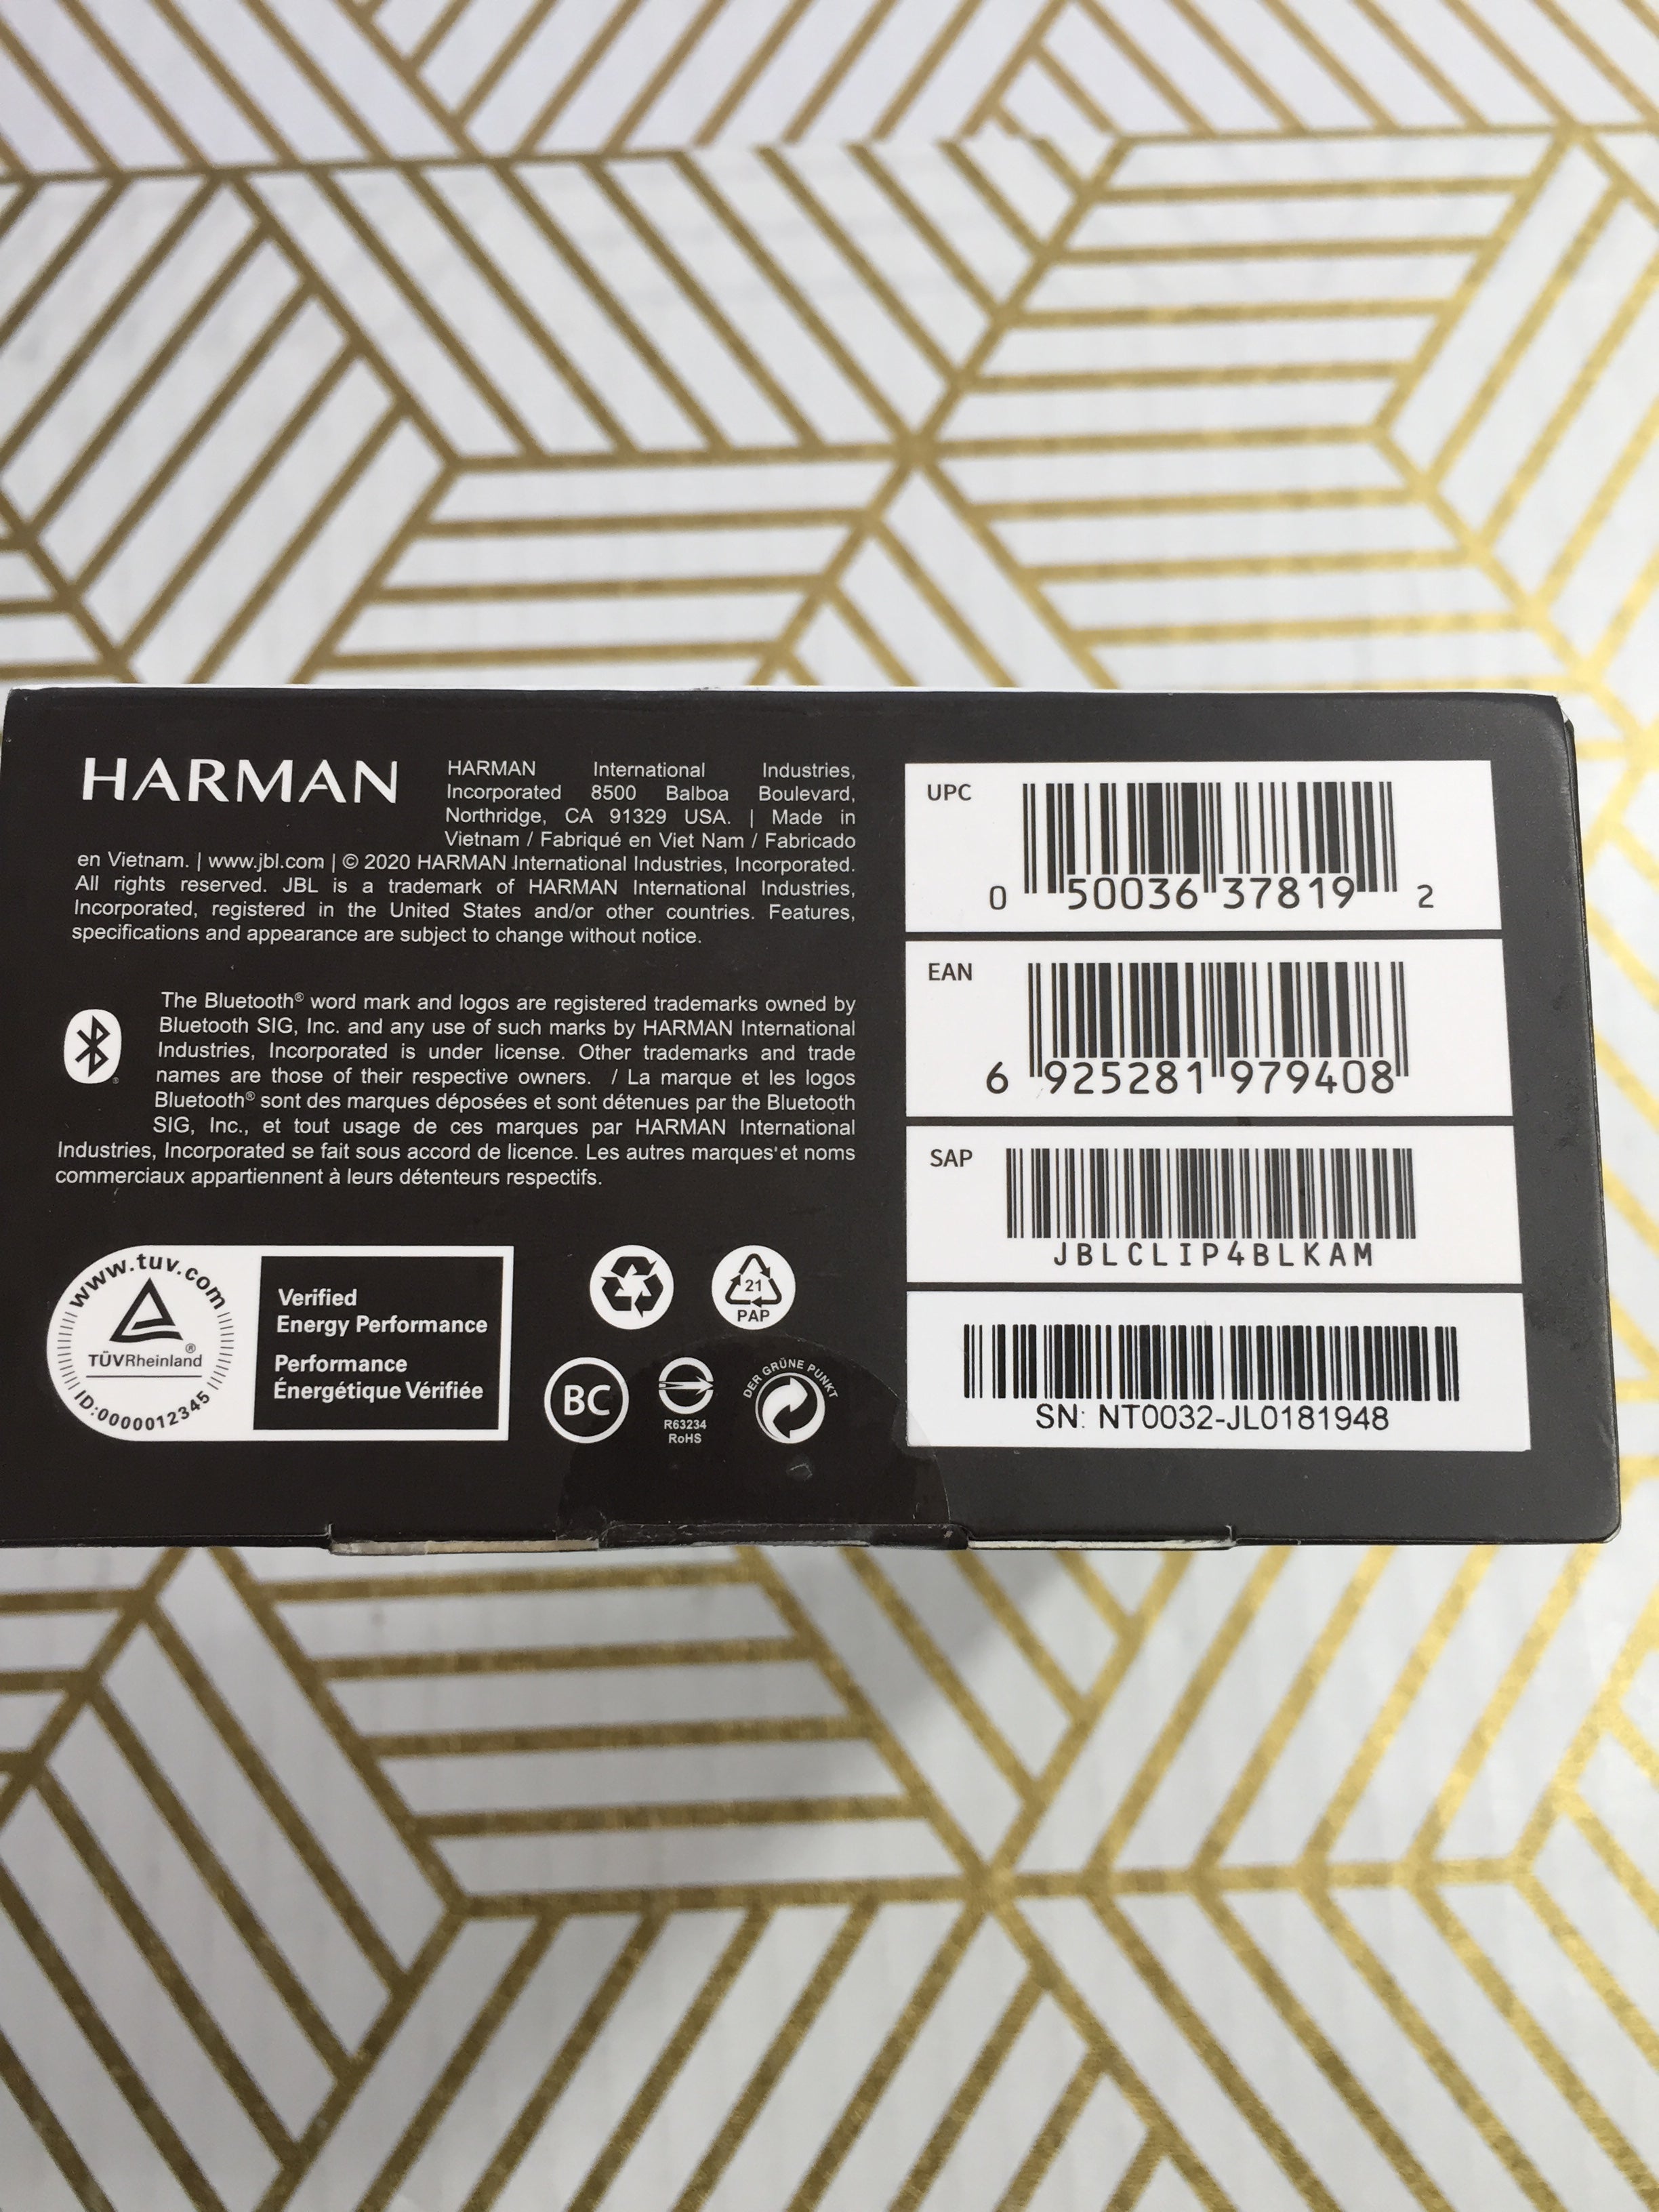 HARMAN
HARMAN International Industries,
Incorporated 8500 Balboa Boulevard,
Northridge, CA 91329 USA. | Made in
Vietnam / Fabriqué en Viet Nam / Fabricado
en Vietnam. | www.jbl.com | © 2020 HARMAN International Industries, Incorporated.
All rights reserved. JBL is a trademark of HARMAN International Industries,
Incorporated, registered in the United States and/or other countries. Features,
specifications and appearance are subject to change without notice.
The Bluetooth® word mark and logos are registered trademarks owned by
Bluetooth SIG, Inc. and any use of such marks by HARMAN International
Industries, Incorporated is under license. Other trademarks and trade
names are those of their respective owners. / La marque et les logos
Bluetooth® sont des marques déposées et sont détenues par the Bluetooth
SIG, Inc., et tout usage de ces marques par HARMAN International
Industries, Incorporated se fait sous accord de licence. Les autres marques et noms
commerciaux appartiennent à leurs détenteurs respectifs.
www.tuv.com
TÜVRheinland®
ID:0000012345
Verified
Energy Performance
Performance
Énergétique Vérifiée
21
PAP
BC
R63234
RoHS
DER GRÜNE PUNKT
UPC
0 50036 37819 2
EAN
6 925281 979408
SAP
JBLCLIP4BLKAM
SN: NT0032-JL0181948